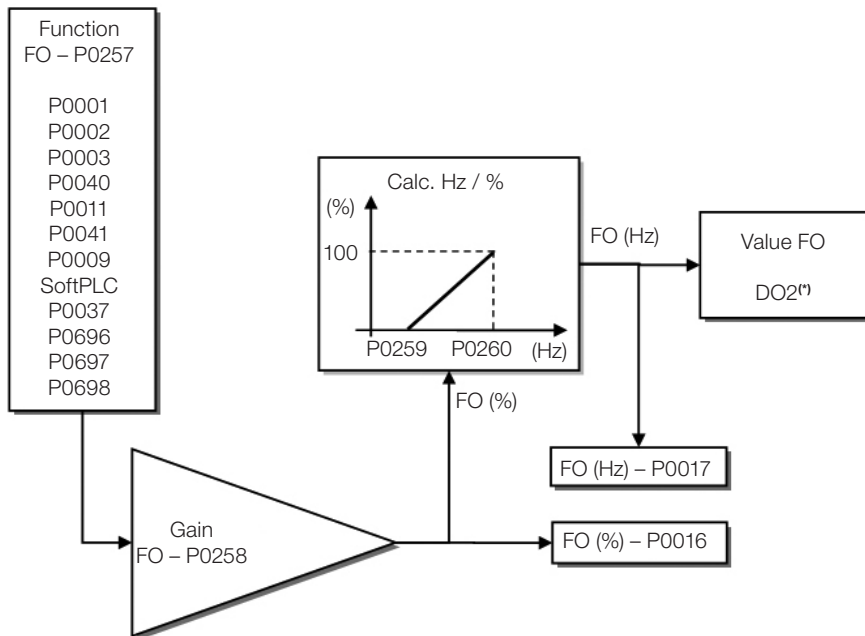 Function
FO – P0257
P0001
P0002
P0003
P0040
P0011
P0041
P0009
SoftPLC
P0037
P0696
P0697
P0698
Gain
FO – P0258
Calc. Hz / %
(%)
100
P0259 P0260 (Hz)
FO (%)
FO (Hz)
Value FO
DO2(*)
FO (Hz) – P0017
FO (%) – P0016